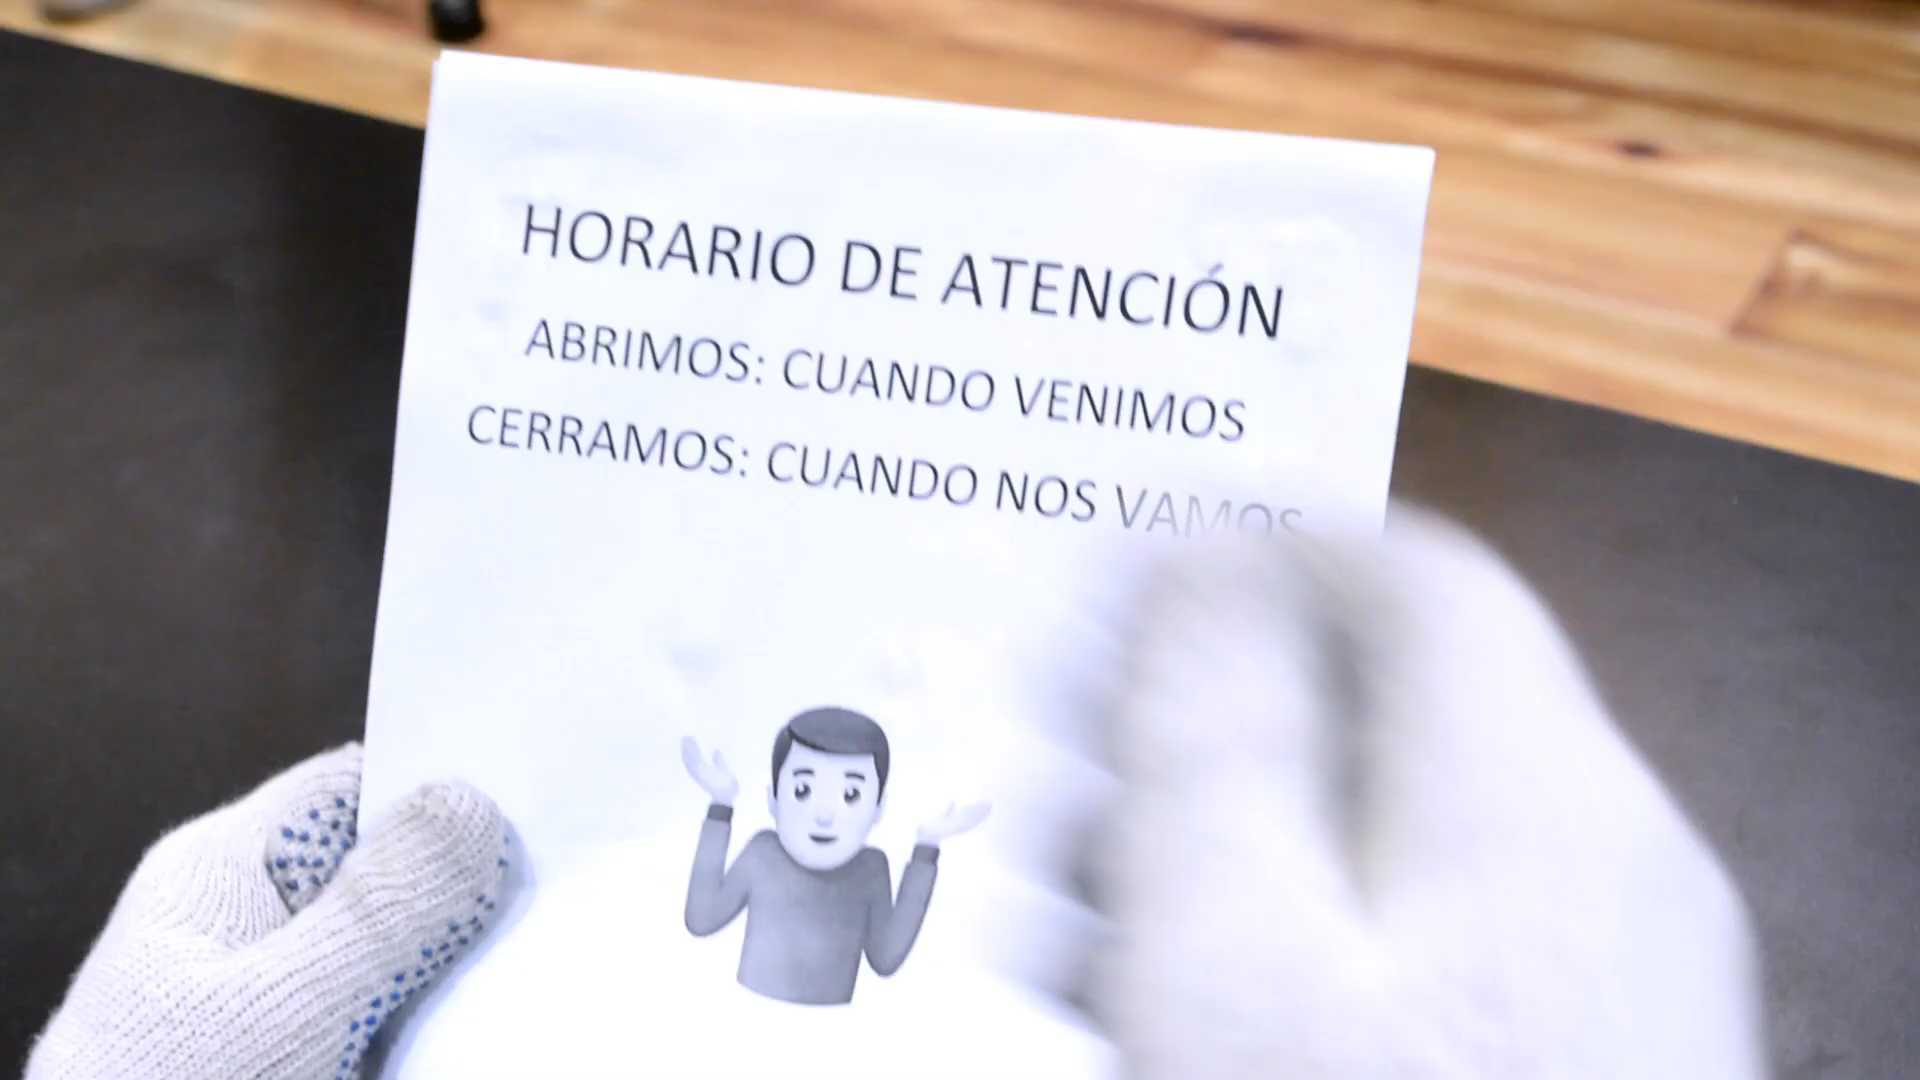 HORARIO DE ATENCIÓN
ABRIMOS: CUANDO VENIMOS
CERRAMOS: CUANDO NOS VAMOS